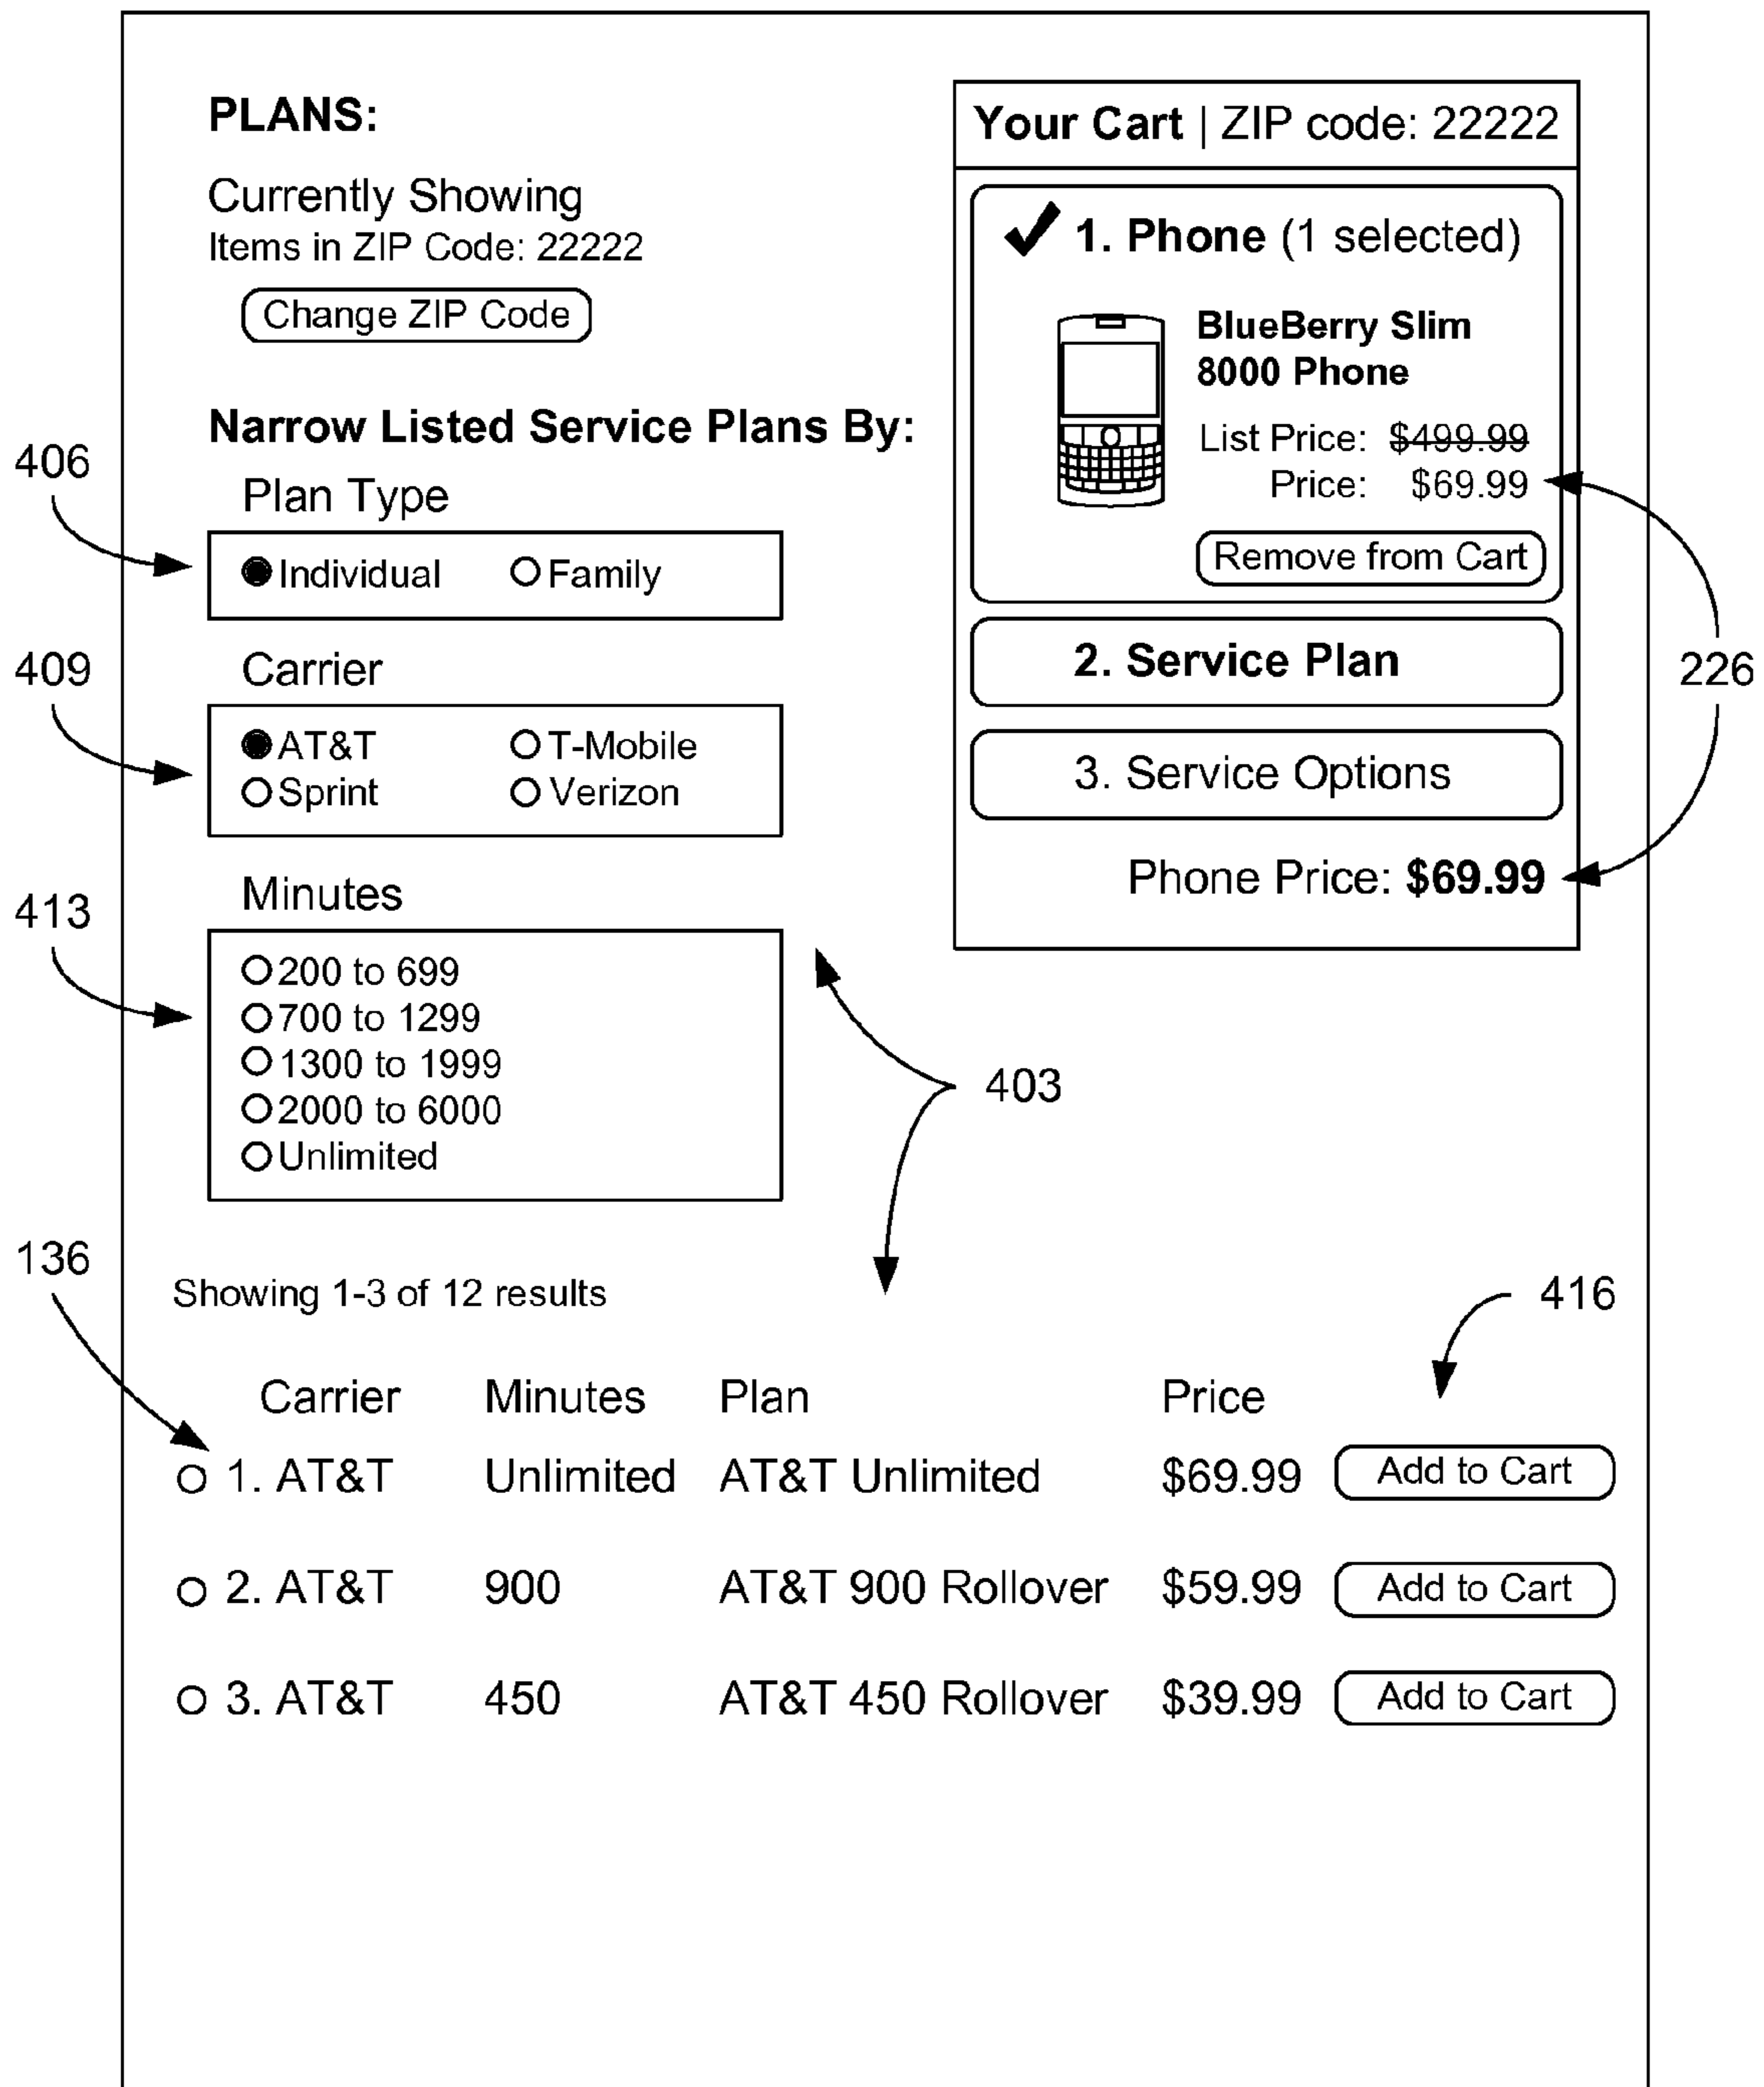 PLANS:
Currently Showing
Items in ZIP Code: 22222
Change ZIP Code
Narrow Listed Service Plans By:
406
Plan Type
Individual Family
409
Carrier
AT&T T-Mobile
Sprint Verizon
413
Minutes
200 to 699
700 to 1299
1300 to 1999
2000 to 6000
Unlimited
Your Cart | ZIP code: 22222
1. Phone (1 selected)
BlueBerry Slim
8000 Phone
List Price: $499.99
Price: $69.99
Remove from Cart
2. Service Plan
226
3. Service Options
Phone Price: $69.99
403
136
Showing 1-3 of 12 results
416
Carrier Minutes Plan Price
1. AT&T Unlimited AT&T Unlimited $69.99 Add to Cart
2. AT&T 900 AT&T 900 Rollover $59.99 Add to Cart
3. AT&T 450 AT&T 450 Rollover $39.99 Add to Cart